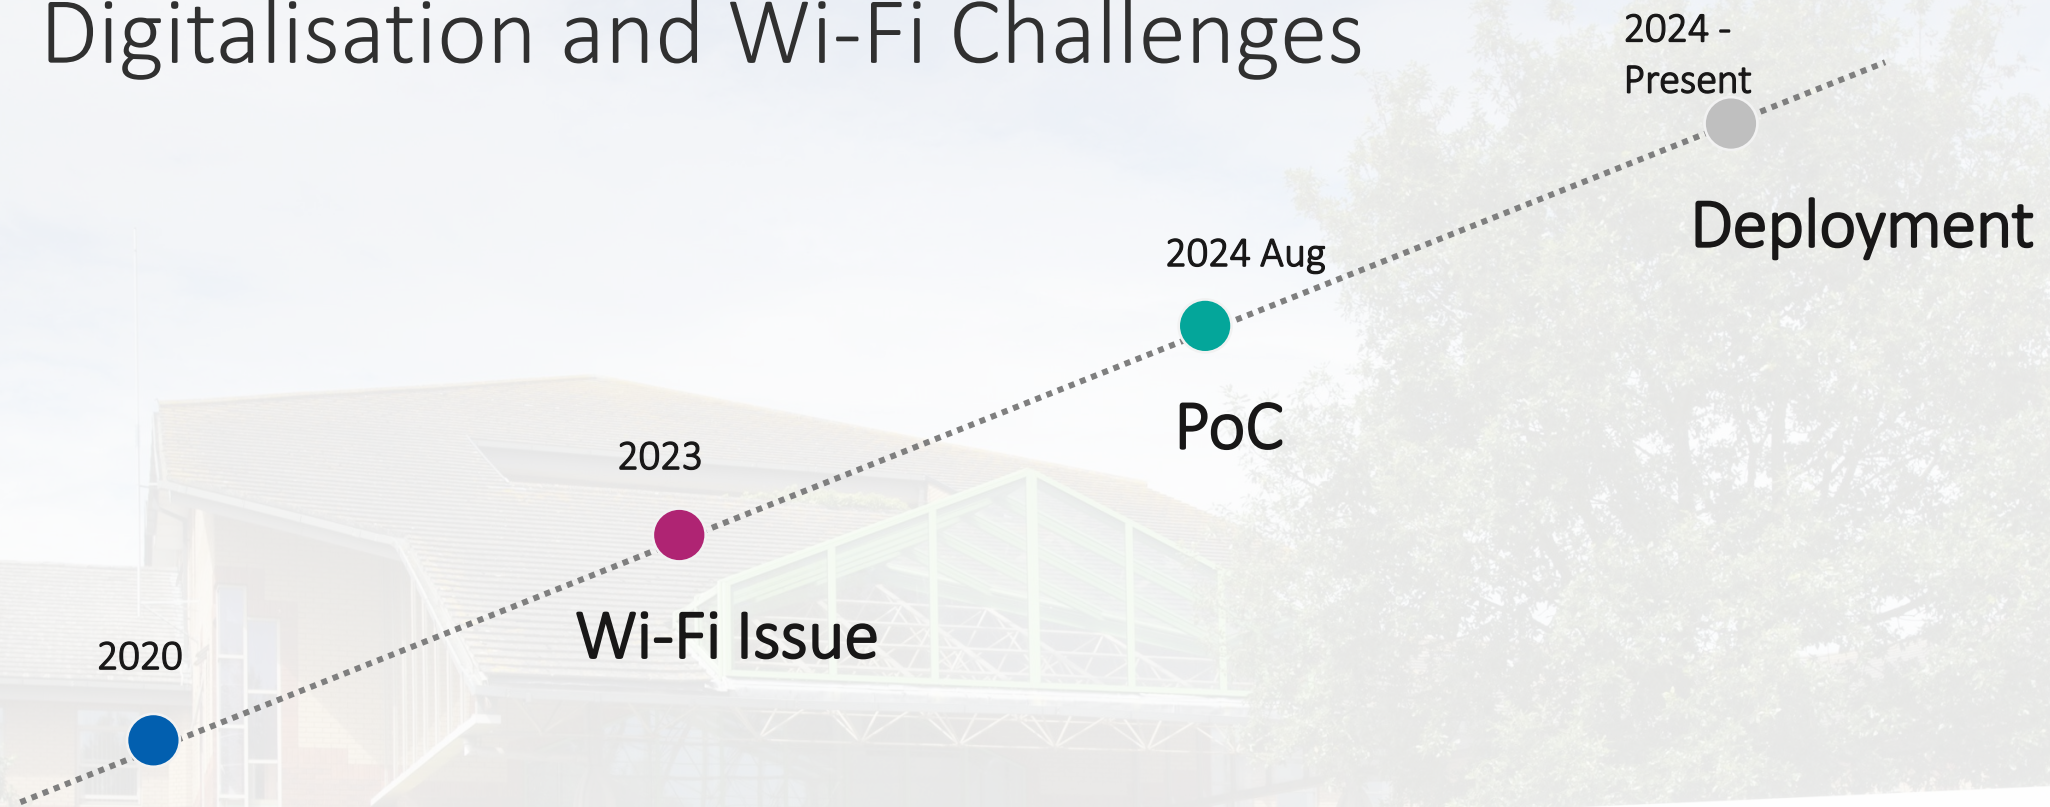 Digitalisation and Wi-Fi Challenges
2024 -
Present
Deployment
2024 Aug
PoC
2023
Wi-Fi Issue
2020